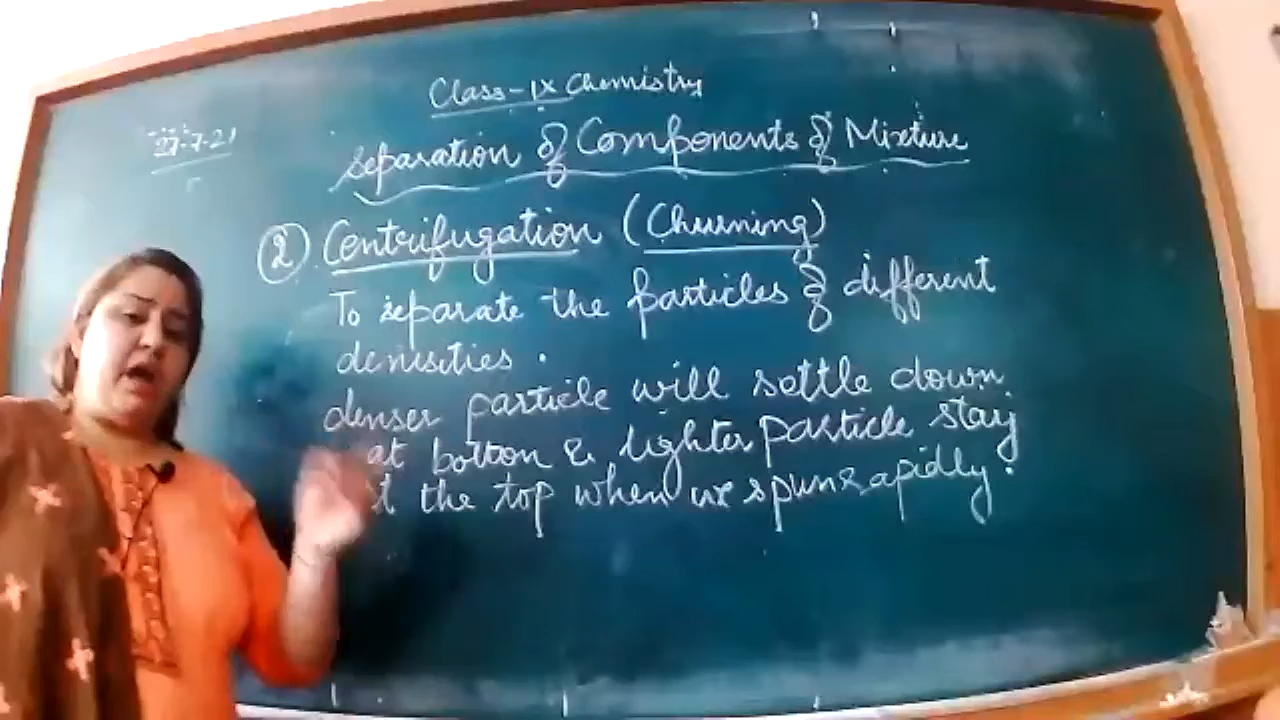 Class-IX Chemistry
27-7-21
Separation of Components of Mixture
2) Centrifugation (Churning)
To separate the particles of different
densities .
denser particle will settle down
at bottom & lighter particle stay
the top when we spun rapidly .